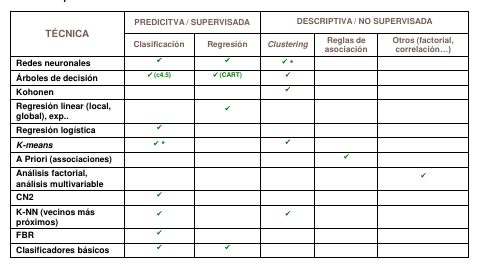 TÉCNICA
PREDICITVA / SUPERVISADA
DESCRIPTIVA / NO SUPERVISADA
Clasificación
Regresión
Clustering
Reglas de
asociación
Otros (factorial,
correlación...)
Redes neuronales ✓ ✓ ✓ *
Árboles de decisión ✓ (c4.5) ✓ (CART) ✓
Kohonen ✓
Regresión linear (local,
global), exp.. ✓
Regresión logística ✓
K-means ✓ * ✓
A Priori (associaciones) ✓
Análisis factorial,
análisis multivariable ✓
CN2 ✓
K-NN (vecinos más
próximos) ✓ ✓
FBR ✓
Clasificadores básicos ✓ ✓